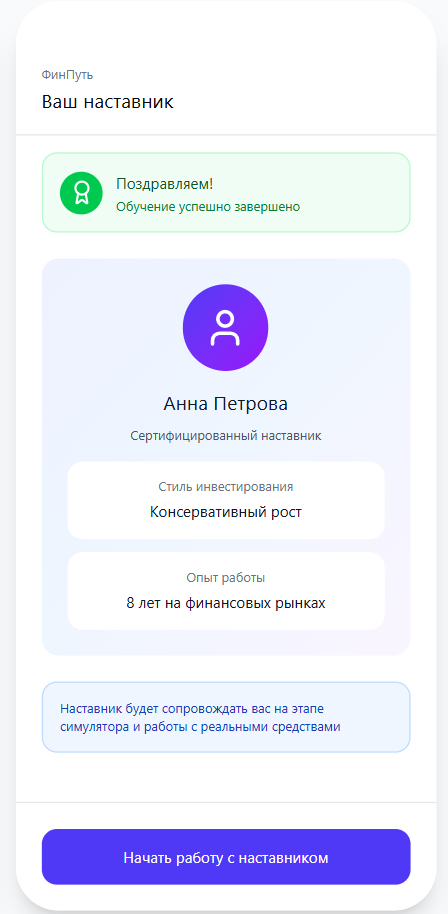 ФинПуть
Ваш наставник
Поздравляем!
Обучение успешно завершено
Анна Петрова
Сертифицированный наставник
Стиль инвестирования
Консервативный рост
Опыт работы
8 лет на финансовых рынках
Наставник будет сопровождать вас на этапе
симулятора и работы с реальными средствами
Начать работу с наставником